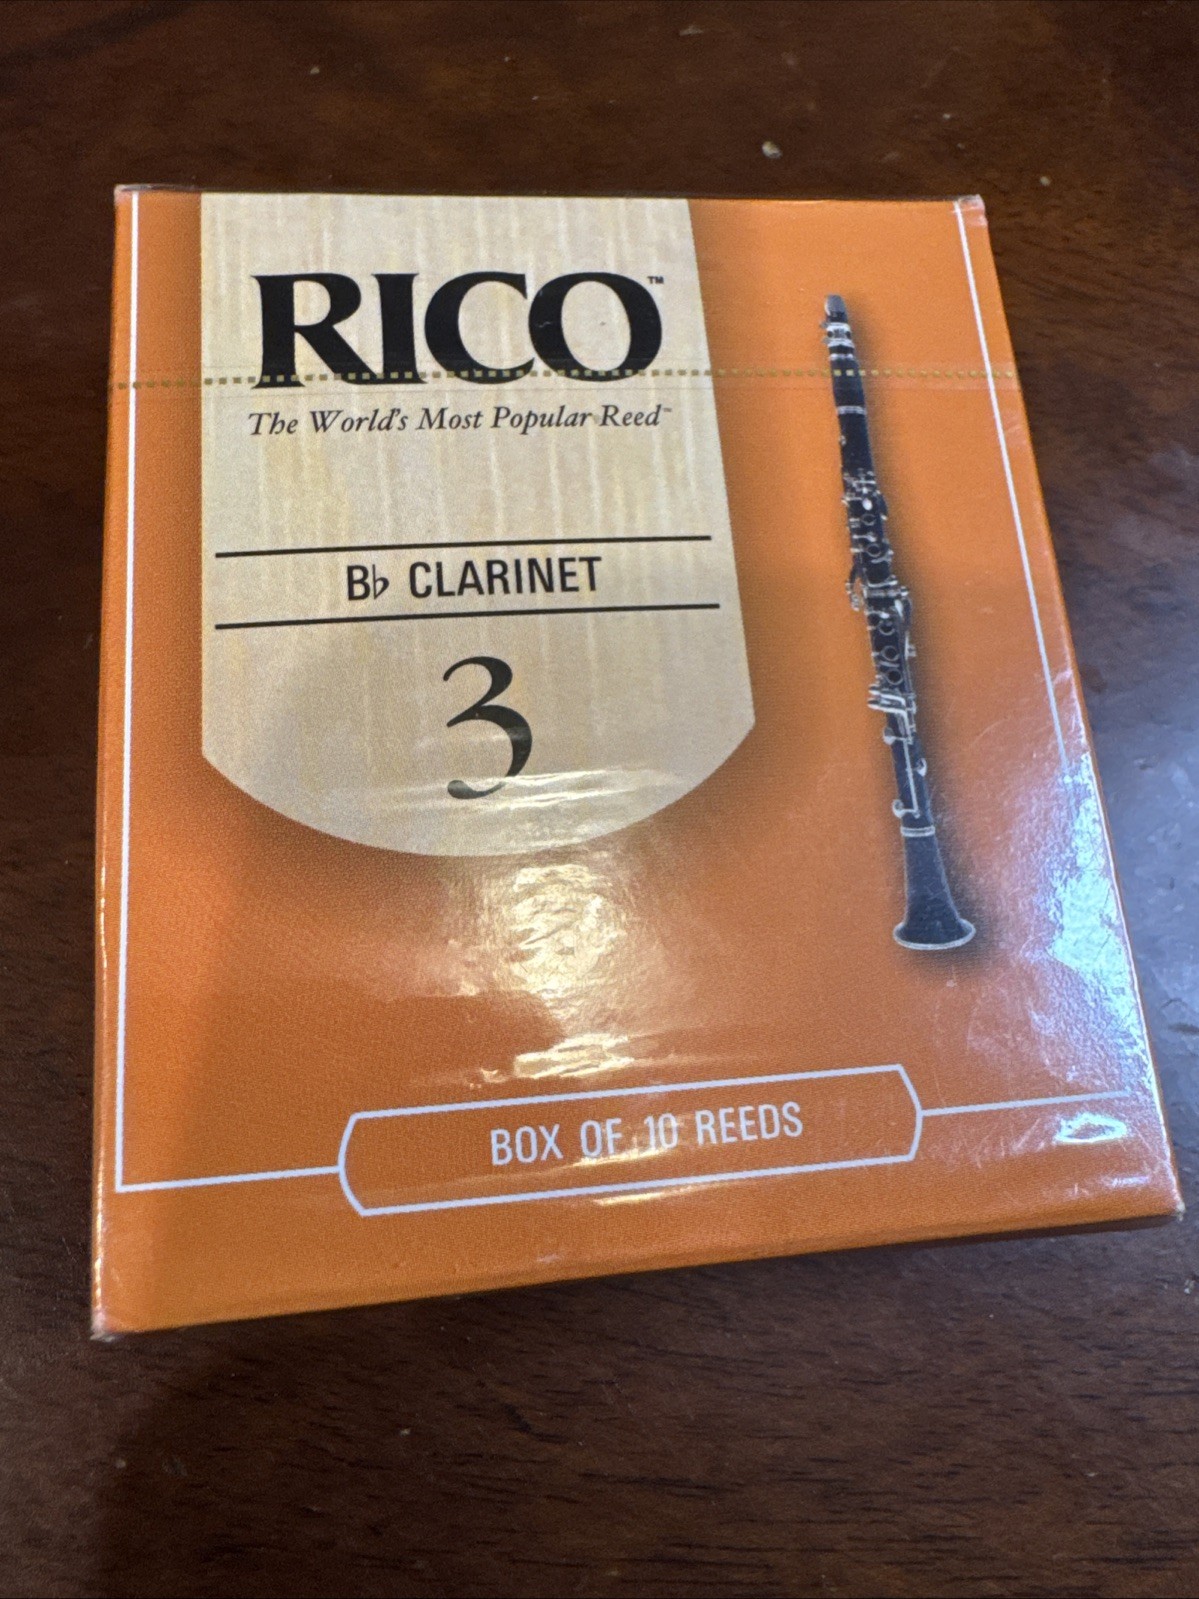 RICO™
The World's Most Popular Reed™
B♭ CLARINET
3
BOX OF 10 REEDS